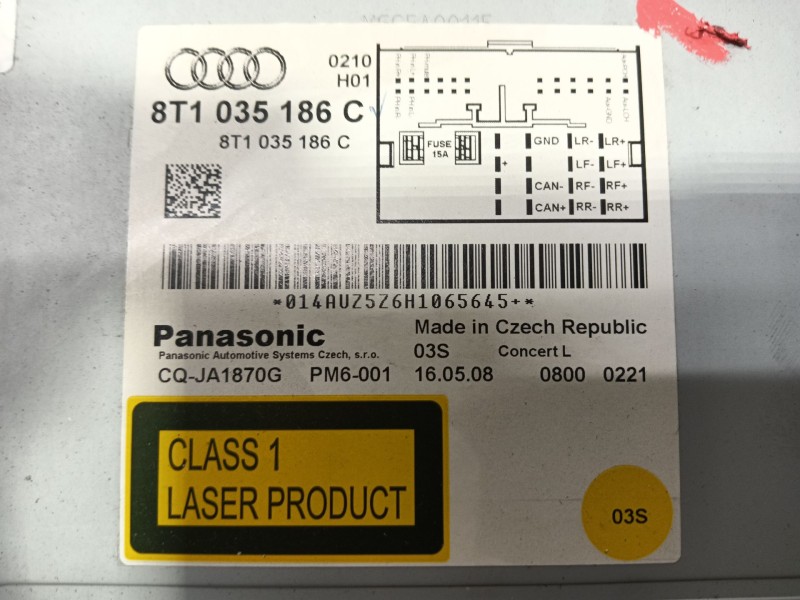 0210
H01
8T1 035 186 C
8T1 035 186 C
FUSE
15A
GND LR- LR+
+ LF- LF+
CAN- RF- RF+
CAN+ RR- RR+
*014AUZ5Z6H1065645+*
Panasonic Made in Czech Republic
Panasonic Automotive Systems Czech, s.r.o. 03S Concert L
CQ-JA1870G PM6-001 16.05.08 0800 0221
CLASS 1
LASER PRODUCT
03S